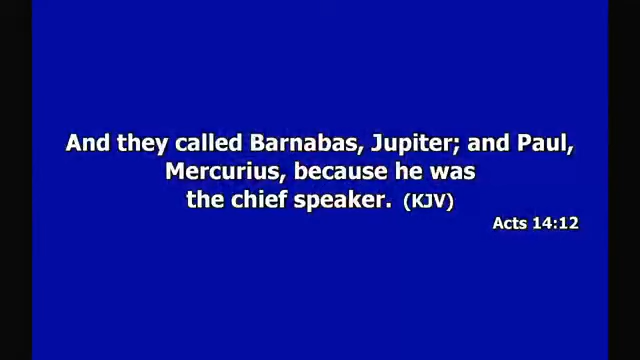 And they called Barnabas, Jupiter; and Paul,
Mercurius, because he was
the chief speaker. (KJV)
Acts 14:12